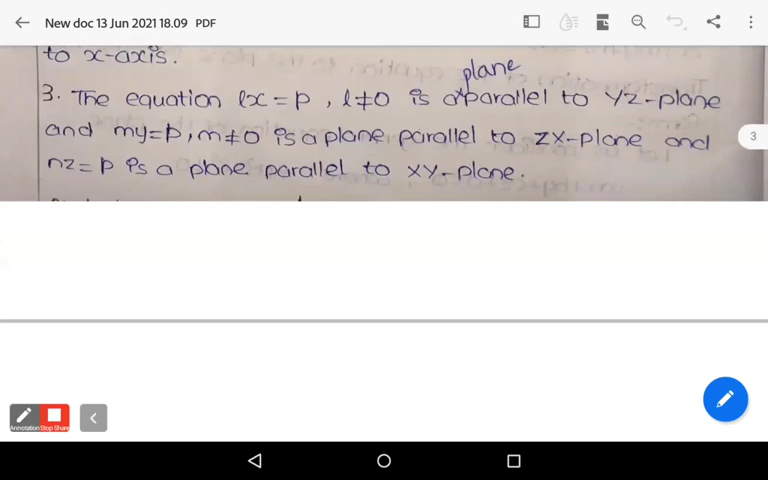 New doc 13 Jun 2021 18.09 PDF
to x-axis.
plane
3. The equation lx = p, l≠0 is a parallel to YZ-plane
and my=p, m≠0 is a plane parallel to ZX-plane and
3
nz = p is a plane parallel to XY-plane.
Annotation Stop Share